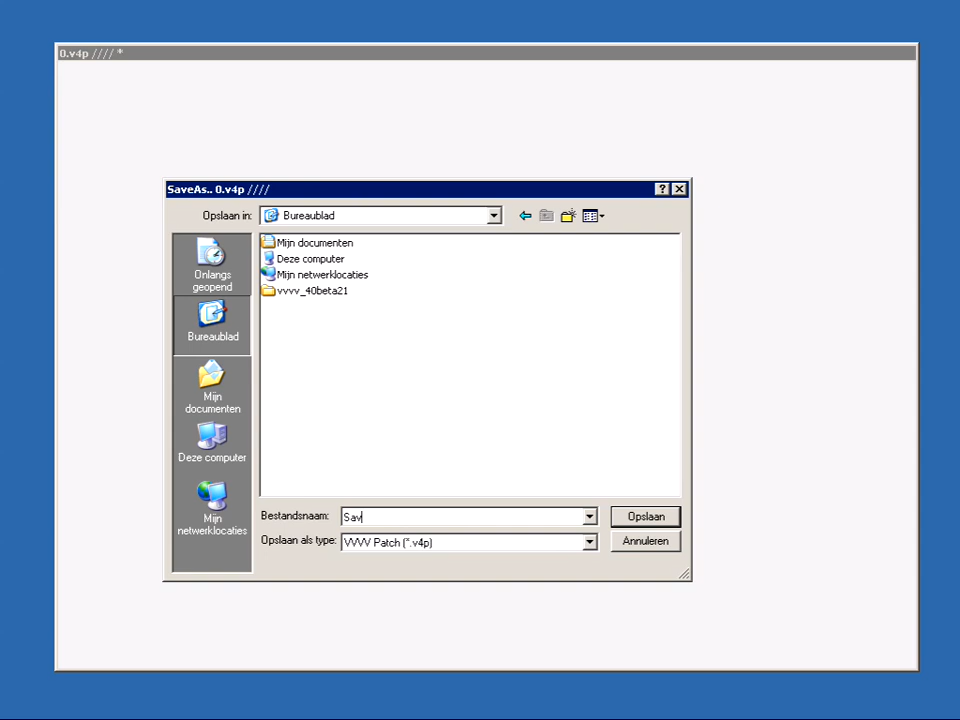 0.v4p //// *
SaveAs.. 0.v4p ////
Opslaan in:
Bureaublad
Onlangs
geopend
Bureaublad
Mijn
documenten
Deze computer
Mijn
netwerklocaties
Mijn documenten
Deze computer
Mijn netwerklocaties
vvvv_40beta21
Bestandsnaam:
Sav
Opslaan
Opslaan als type:
VVVV Patch (*.v4p)
Annuleren